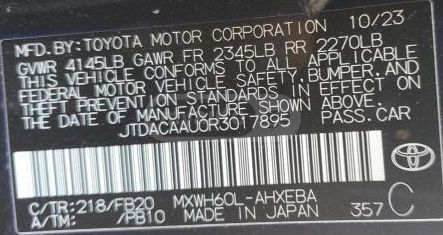 MFD.BY:TOYOTA MOTOR CORPORATION 10/23
GVWR 4145LB GAWR FR 2345LB RR 2270LB
THIS VEHICLE CONFORMS TO ALL APPLICABLE
FEDERAL MOTOR VEHICLE SAFETY, BUMPER, AND
THEFT PREVENTION STANDARDS IN EFFECT ON
THE DATE OF MANUFACTURE SHOWN ABOVE.
JTDACAAU0R3017895 PASS.CAR
C/TR:218/FB20 MXWH60L-AHXEBA
A/TM: /PB10 MADE IN JAPAN 357 C
TOYOTA